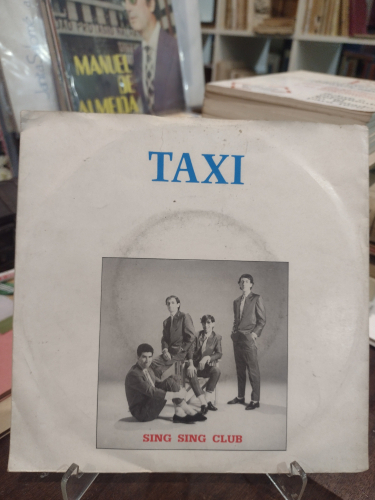 MANUEL
DE
ALMEIDA
TAXI
SING SING CLUB